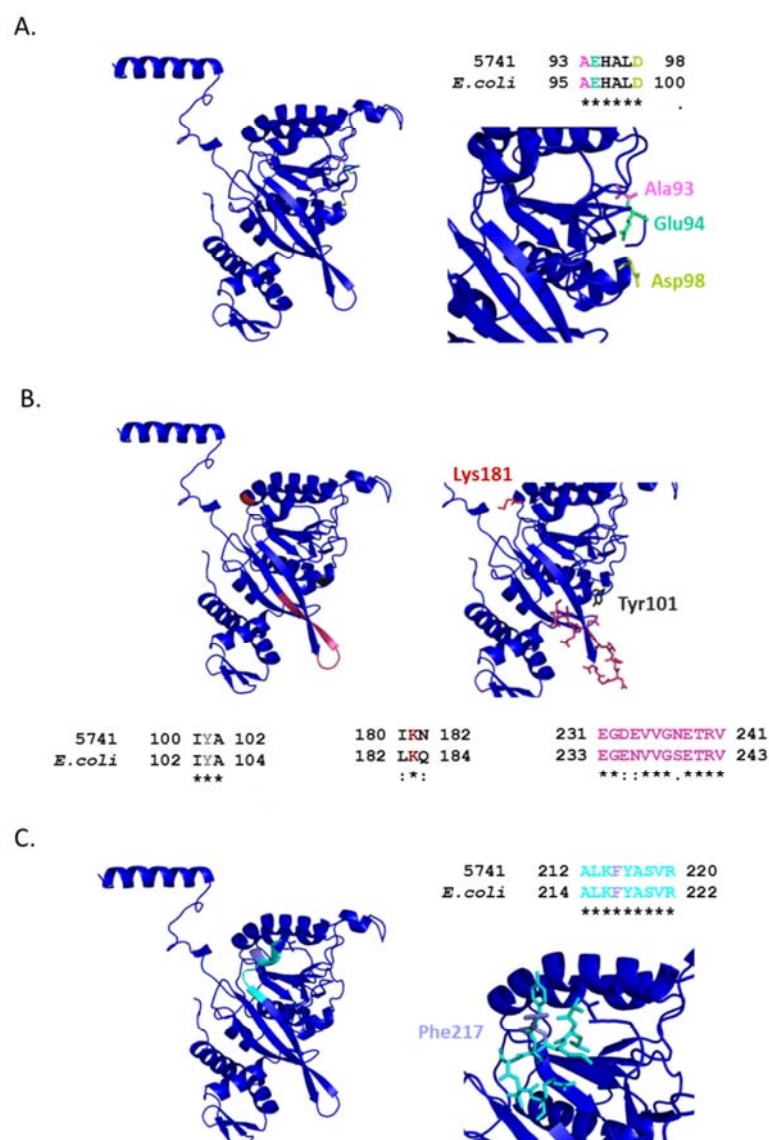 A.
5741 93 AEHALD 98
E.coli 95 AEHALD 100
****** .
Ala93
Glu94
Asp98
B.
Lys181
Tyr101
5741 100 IYA 102 180 IKN 182 231 EGDEVVGNETRV 241
E.coli 102 IYA 104 182 LKQ 184 233 EGENVVGSETRV 243
*** :*: **::***.****
C.
5741 212 ALKFYASVR 220
E.coli 214 ALKFYASVR 222
*********
Phe217